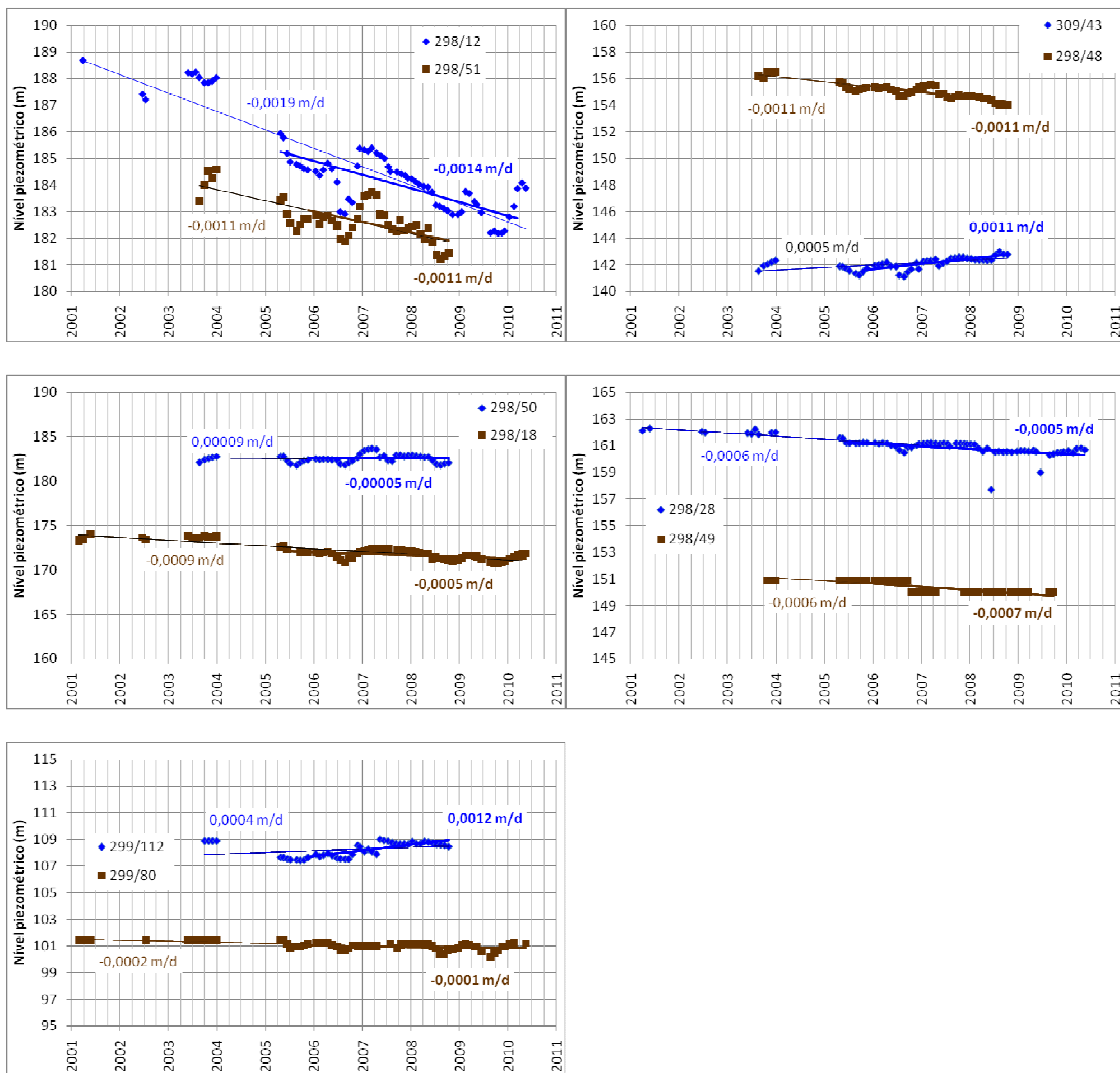 Nível piezométrico (m)
190
189
188
186
185
184
183
182
181
180
298/12
298/51
-0,0019 m/d
-0,0014 m/d
-0,0011 m/d
-0,0011 m/d
2001 2002 2003 2004 2005 2006 2007 2008 2009 2010 2011
Nível piezométrico (m)
160
158
156
154
152
150
148
146
144
142
140
309/43
298/48
-0,0011 m/d
-0,0011 m/d
0,0011 m/d
0,0005 m/d
2001 2002 2003 2004 2005 2006 2007 2008 2009 2010 2011
Nível piezométrico (m)
190
185
183
180
175
173
170
165
163
160
298/50
298/18
0,00009 m/d
-0,00005 m/d
-0,0009 m/d
-0,0005 m/d
2001 2002 2003 2004 2005 2006 2007 2008 2009 2010 2011
Nível piezométrico (m)
165
163
161
159
157
155
153
151
149
147
145
-0,0005 m/d
-0,0006 m/d
298/28
298/49
-0,0006 m/d
-0,0007 m/d
2001 2002 2003 2004 2005 2006 2007 2008 2009 2010 2011
Nível piezométrico (m)
115
113
111
109
107
105
103
101
99
97
95
0,0004 m/d
0,0012 m/d
299/112
299/80
-0,0002 m/d
-0,0001 m/d
2001 2002 2003 2004 2005 2006 2007 2008 2009 2010 2011